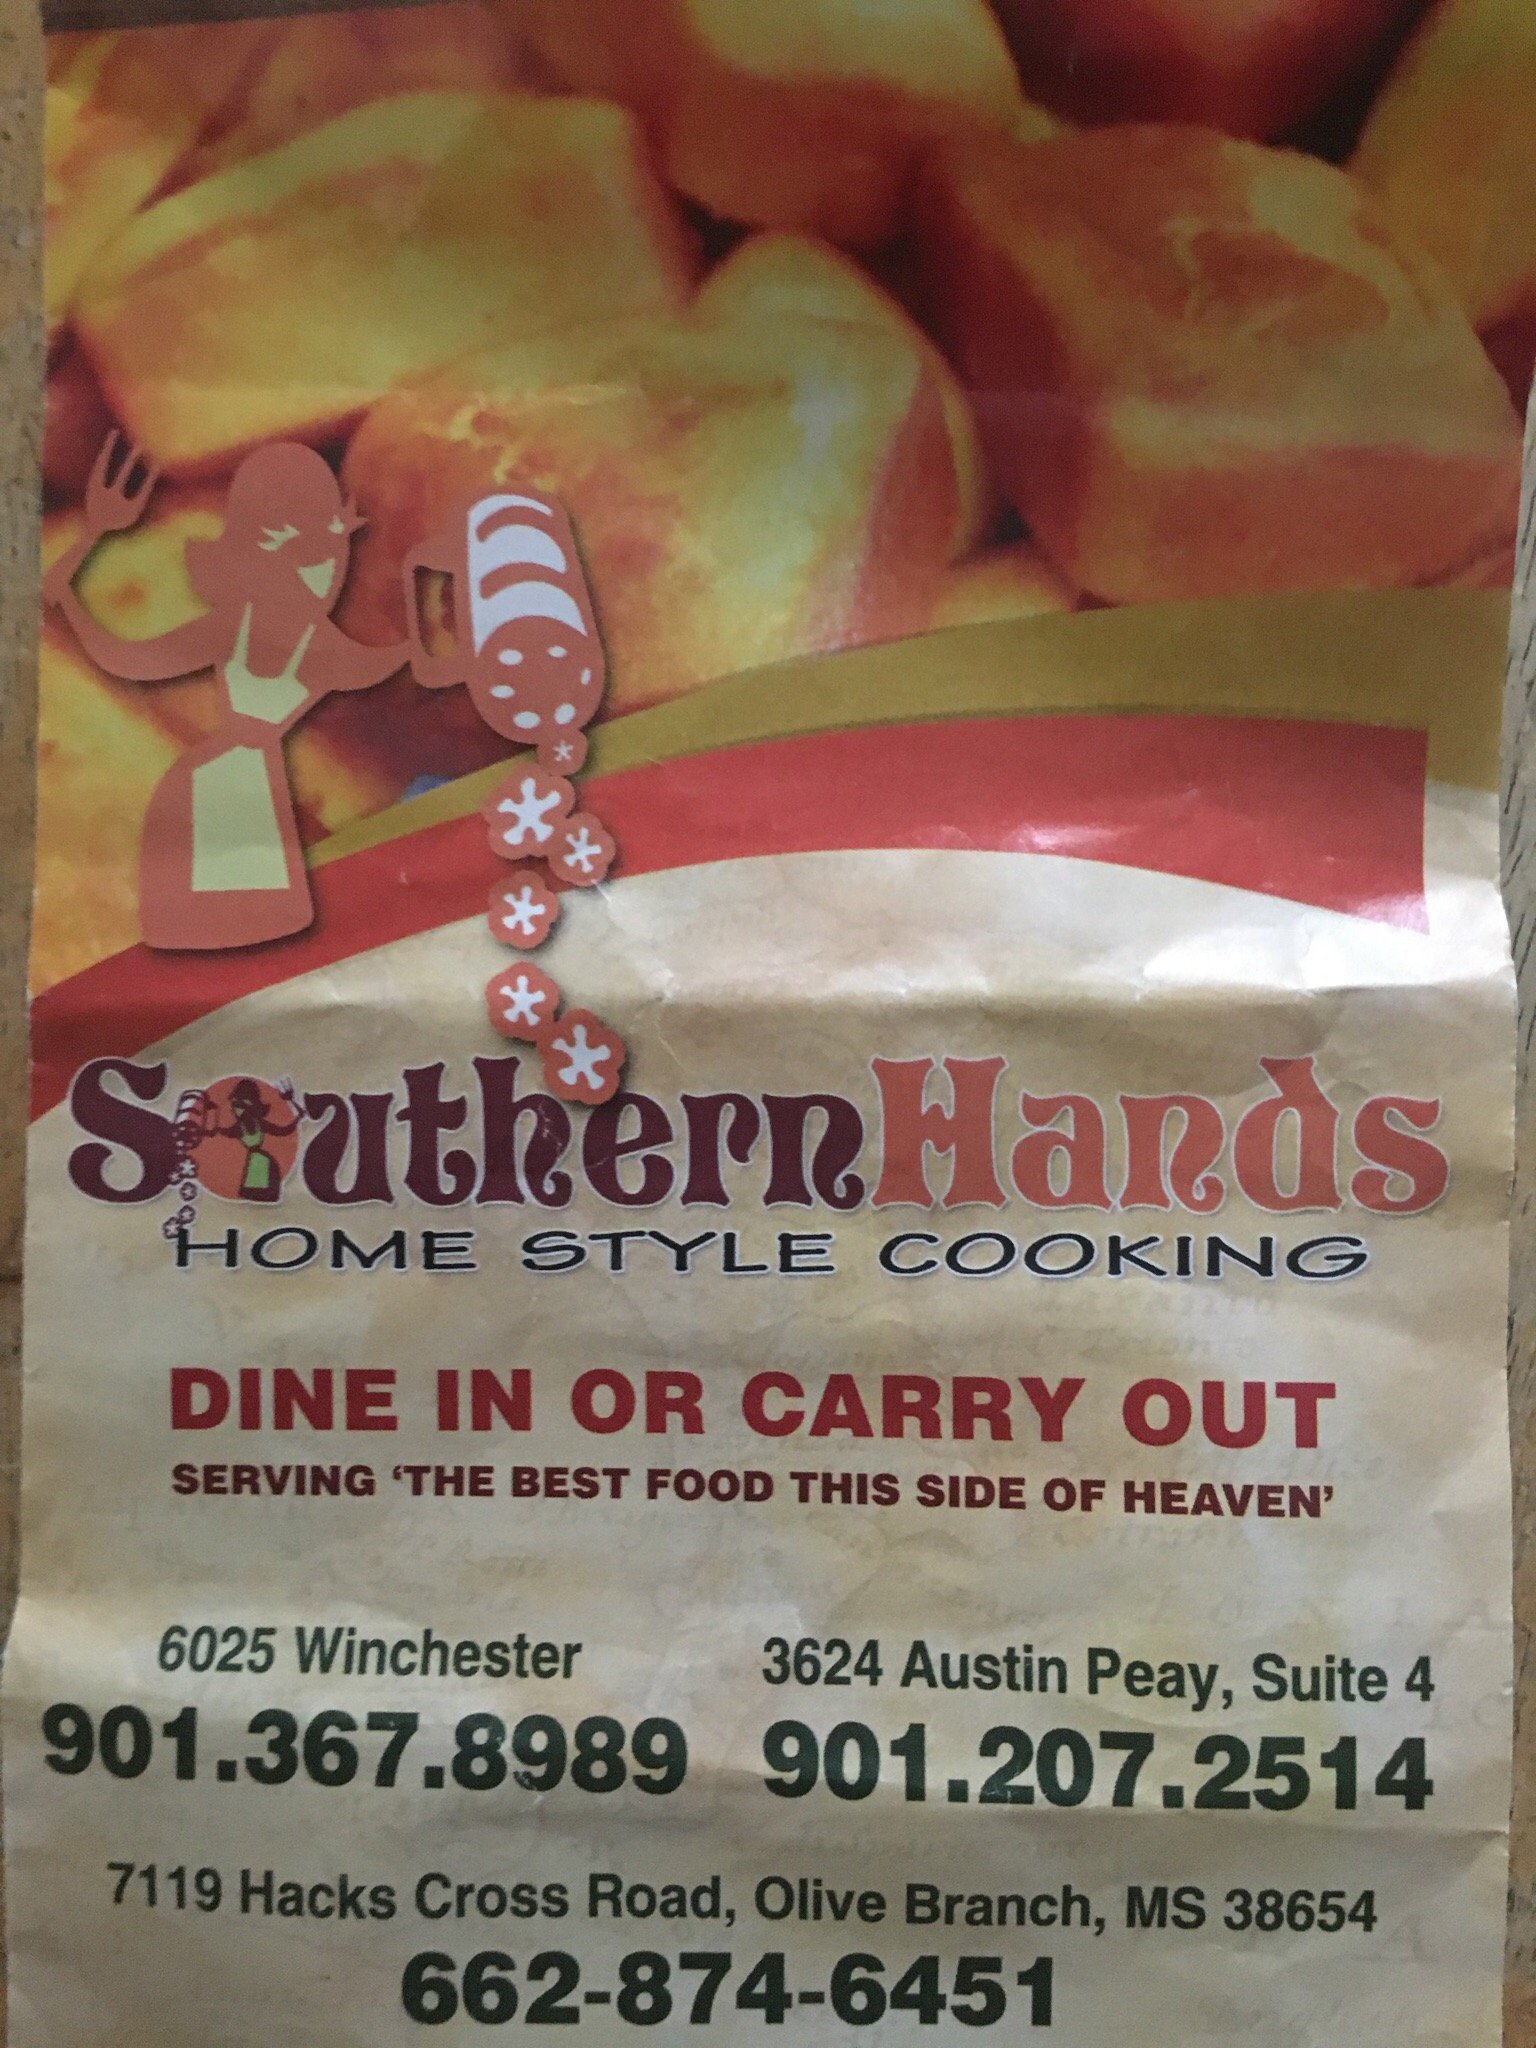 SouthernHands
HOME STYLE COOKING
DINE IN OR CARRY OUT
SERVING ‘THE BEST FOOD THIS SIDE OF HEAVEN’
6025 Winchester
901.367.8989
3624 Austin Peay, Suite 4
901.207.2514
7119 Hacks Cross Road, Olive Branch, MS 38654
662-874-6451